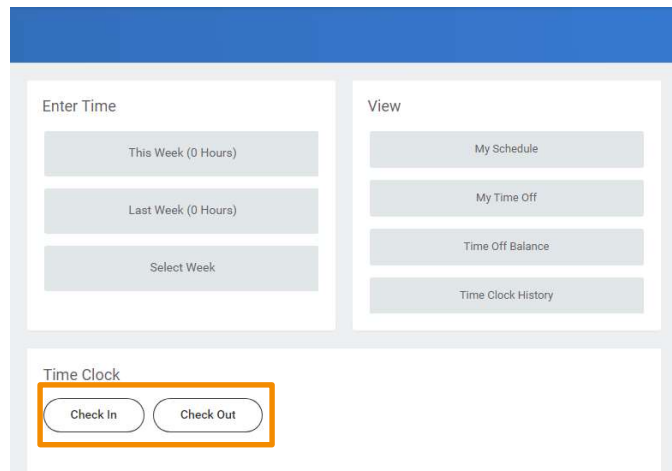 Enter Time
This Week (0 Hours)
Last Week (0 Hours)
Select Week
View
My Schedule
My Time Off
Time Off Balance
Time Clock History
Time Clock
Check In
Check Out